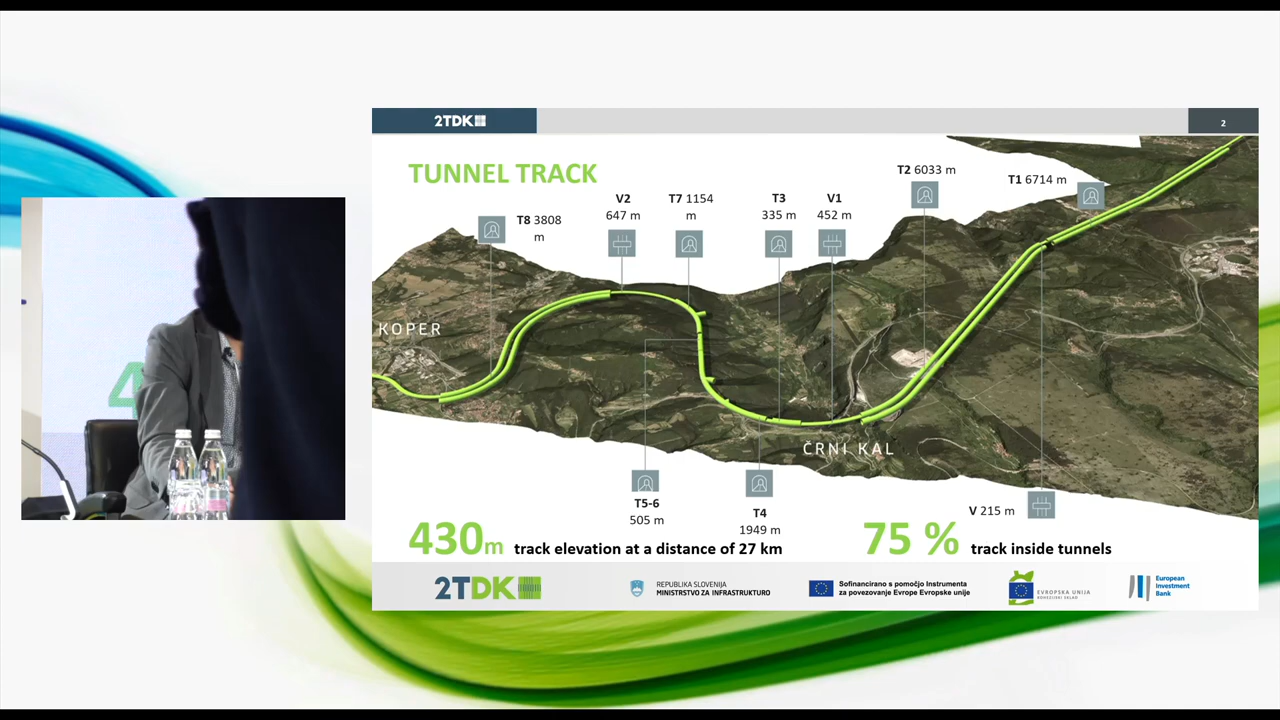 2TDK
2
TUNNEL TRACK
T2 6033 m
T1 6714 m
V2
647 m
T7 1154
m
T3
335 m
V1
452 m
T8 3808
m
KOPER
ČRNI KAL
T5-6
505 m
T4
1949 m
V 215 m
430m track elevation at a distance of 27 km
75 % track inside tunnels
2TDK
REPUBLIKA SLOVENIJA
MINISTRSTVO ZA INFRASTRUKTURO
Sofinancirano s pomočjo Instrumenta
za povezovanje Evrope Evropske unije
EVROPSKA UNIJA
KOHEZIJSKI SKLAD
European
Investment
Bank
4